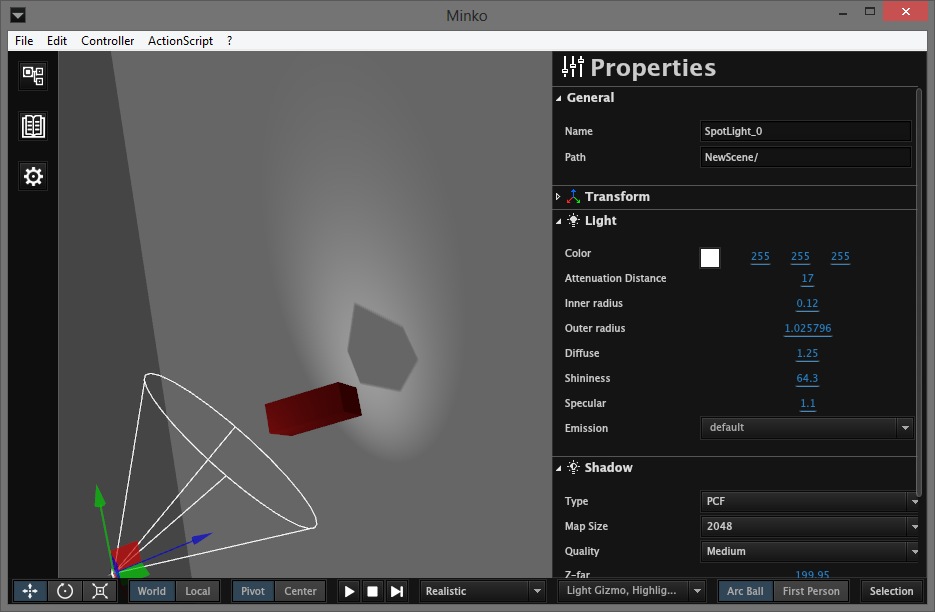 Minko
File Edit Controller ActionScript ?
Properties
General
Name SpotLight_0
Path NewScene/
Transform
Light
Color 255 255 255
Attenuation Distance 17
Inner radius 0.12
Outer radius 1.025796
Diffuse 1.25
Shininess 64.3
Specular 1.1
Emission default
Shadow
Type PCF
Map Size 2048
Quality Medium
Z-far 199.95
World Local Pivot Center Realistic Light Gizmo, Highlig... Arc Ball First Person Selection